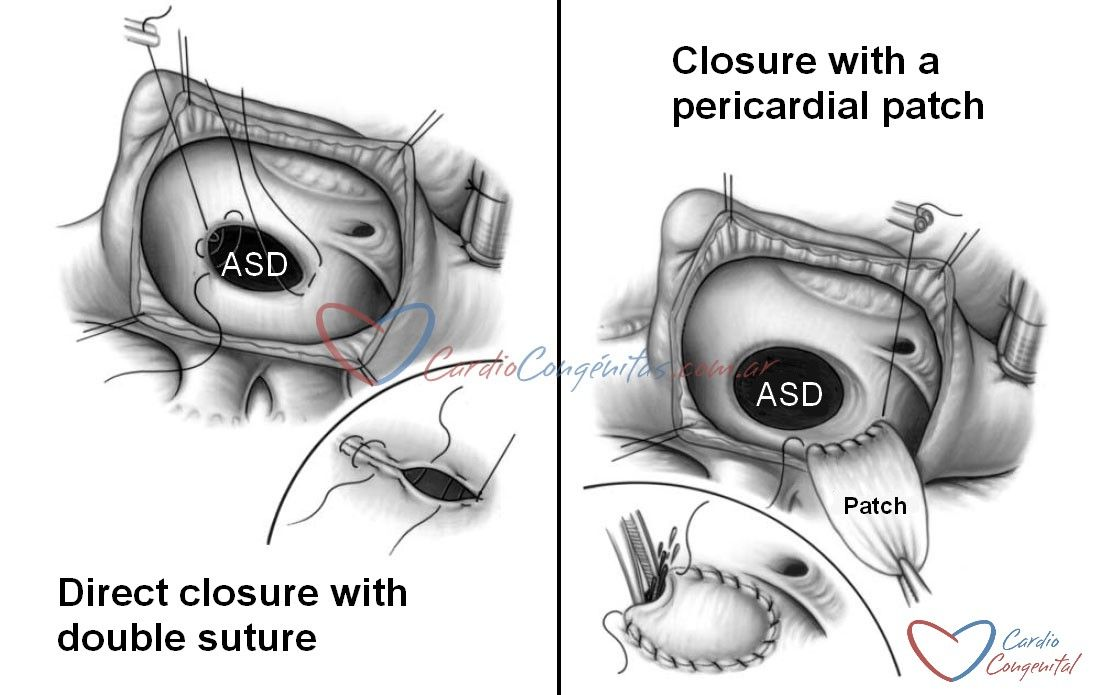 ASD
Direct closure with
double suture
Closure with a
pericardial patch
ASD
Patch
CardioCongénitas.com.ar
Cardio
Congenital